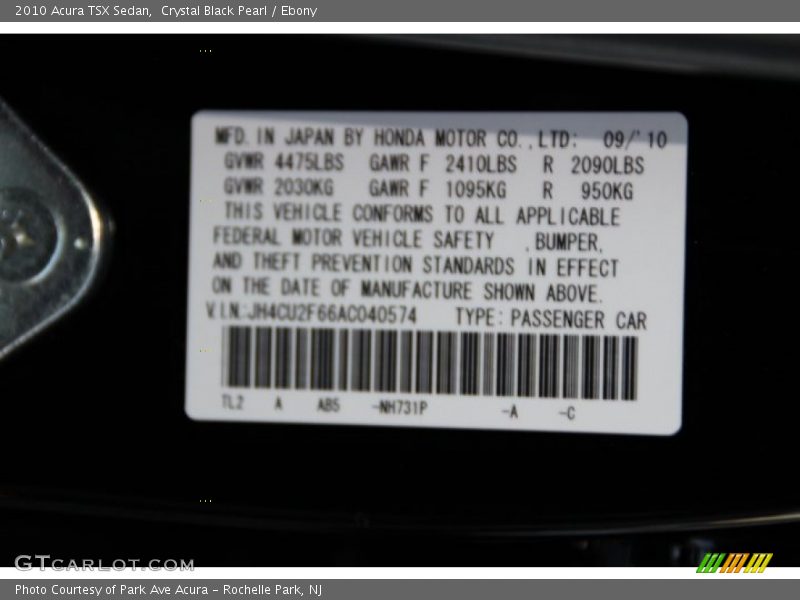 2010 Acura TSX Sedan, Crystal Black Pearl / Ebony
MFD. IN JAPAN BY HONDA MOTOR CO., LTD: 09/'10
GVWR 4475LBS GAWR F 2410LBS R 2090LBS
GVWR 2030KG GAWR F 1095KG R 950KG
THIS VEHICLE CONFORMS TO ALL APPLICABLE
FEDERAL MOTOR VEHICLE SAFETY ,BUMPER,
AND THEFT PREVENTION STANDARDS IN EFFECT
ON THE DATE OF MANUFACTURE SHOWN ABOVE.
V.I.N.:JH4CU2F66AC040574 TYPE: PASSENGER CAR
TL2 A AB5 -NH731P -A -C
GTCARLOT.COM
Photo Courtesy of Park Ave Acura - Rochelle Park, NJ